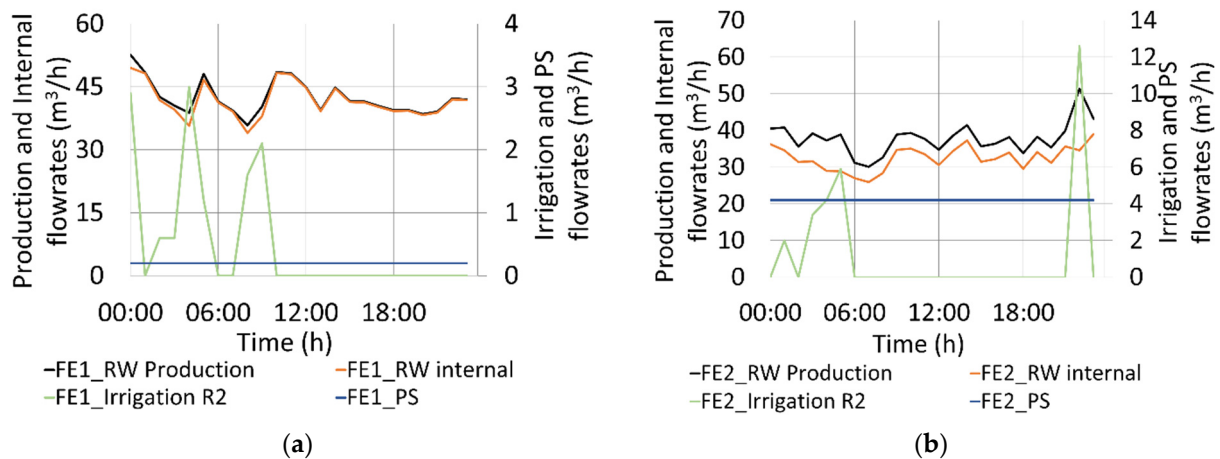 Production and Internal
flowrates (m³/h)
60
45
30
15
0
4
3
2
1
0
Irrigation and PS
flowrates (m³/h)
00:00 06:00 12:00 18:00
Time (h)
FE1_RW Production
FE1_RW internal
FE1_Irrigation R2
FE1_PS
(a)
Production and Internal
flowrates (m³/h)
70
60
50
40
30
20
10
0
14
12
10
8
6
4
2
0
Irrigation and PS
flowrates (m³/h)
00:00 06:00 12:00 18:00
Time (h)
FE2_RW Production
FE2_RW internal
FE2_Irrigation R2
FE2_PS
(b)